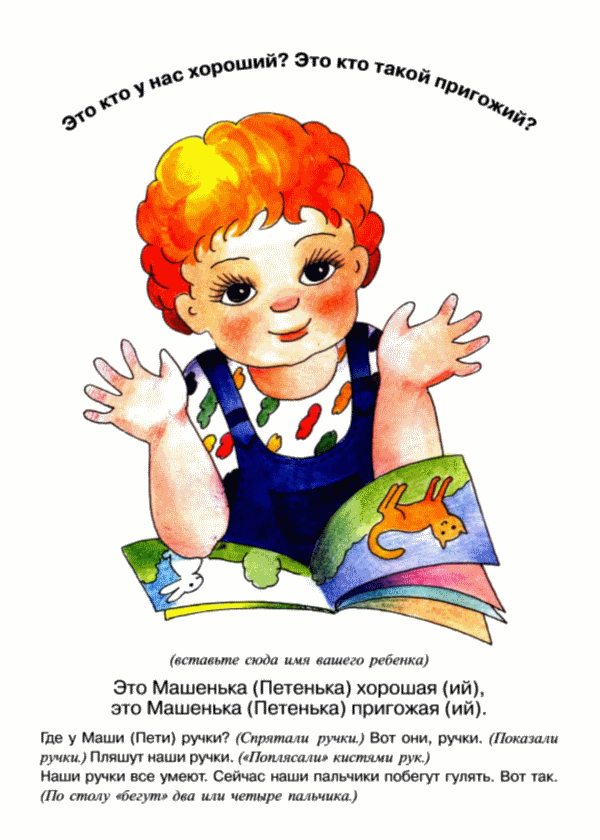 Это кто у нас хороший? Это кто такой пригожий?
(вставьте сюда имя вашего ребенка)
Это Машенька (Петенька) хорошая (ий),
это Машенька (Петенька) пригожая (ий).
Где у Маши (Пети) ручки? (Спрятали ручки.) Вот они, ручки. (Показали
ручки.) Пляшут наши ручки. («Поплясали» кистями рук.)
Наши ручки все умеют. Сейчас наши пальчики побегут гулять. Вот так.
(По столу «бегут» два или четыре пальчика.)